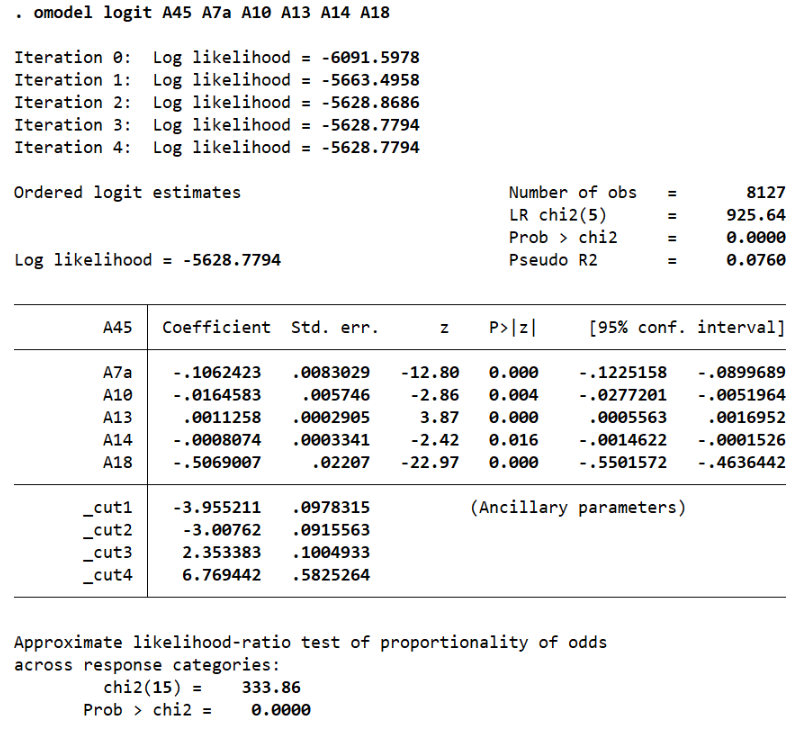 . omodel logit A45 A7a A10 A13 A14 A18
Iteration 0:  Log likelihood = -6091.5978
Iteration 1:  Log likelihood = -5663.4958
Iteration 2:  Log likelihood = -5628.8686
Iteration 3:  Log likelihood = -5628.7794
Iteration 4:  Log likelihood = -5628.7794
Ordered logit estimates                           Number of obs   =       8127
                                                  LR chi2(5)      =     925.64
                                                  Prob > chi2     =     0.0000
Log likelihood = -5628.7794                       Pseudo R2       =     0.0760
A45 | Coefficient  Std. err.      z    P>|z|     [95% conf. interval]
A7a | -.1062423   .0083029   -12.80   0.000    -.1225158   -.0899689
A10 | -.0164583    .005746    -2.86   0.004    -.0277201   -.0051964
A13 | .0011258   .0002905     3.87   0.000     .0005563    .0016952
A14 | -.0008074   .0003341    -2.42   0.016    -.0014622   -.0001526
A18 | -.5069007     .02207   -22.97   0.000    -.5501572   -.4636442
_cut1 | -3.955211   .0978315          (Ancillary parameters)
_cut2 | -3.00762   .0915563
_cut3 | 2.353383   .1004933
_cut4 | 6.769442   .5825264
Approximate likelihood-ratio test of proportionality of odds
across response categories:
chi2(15) =    333.86
Prob > chi2 =    0.0000